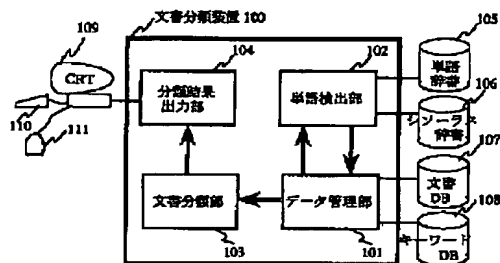 文書分類装置 100
109
CRT
110
111
104
分類結果
出力部
102
単語検出部
文書分類部
103
データ管理部
101
105
単語
辞書
106
シソーラス
辞書
107
文書
DB
108
キーワード
DB